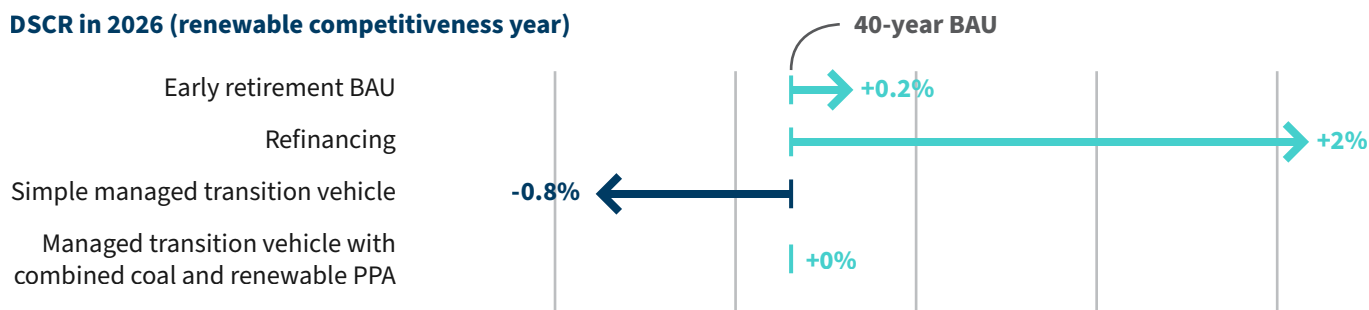 DSCR in 2026 (renewable competitiveness year)
40-year BAU
Early retirement BAU
+0.2%
Refinancing
+2%
Simple managed transition vehicle
-0.8%
Managed transition vehicle with
combined coal and renewable PPA
+0%